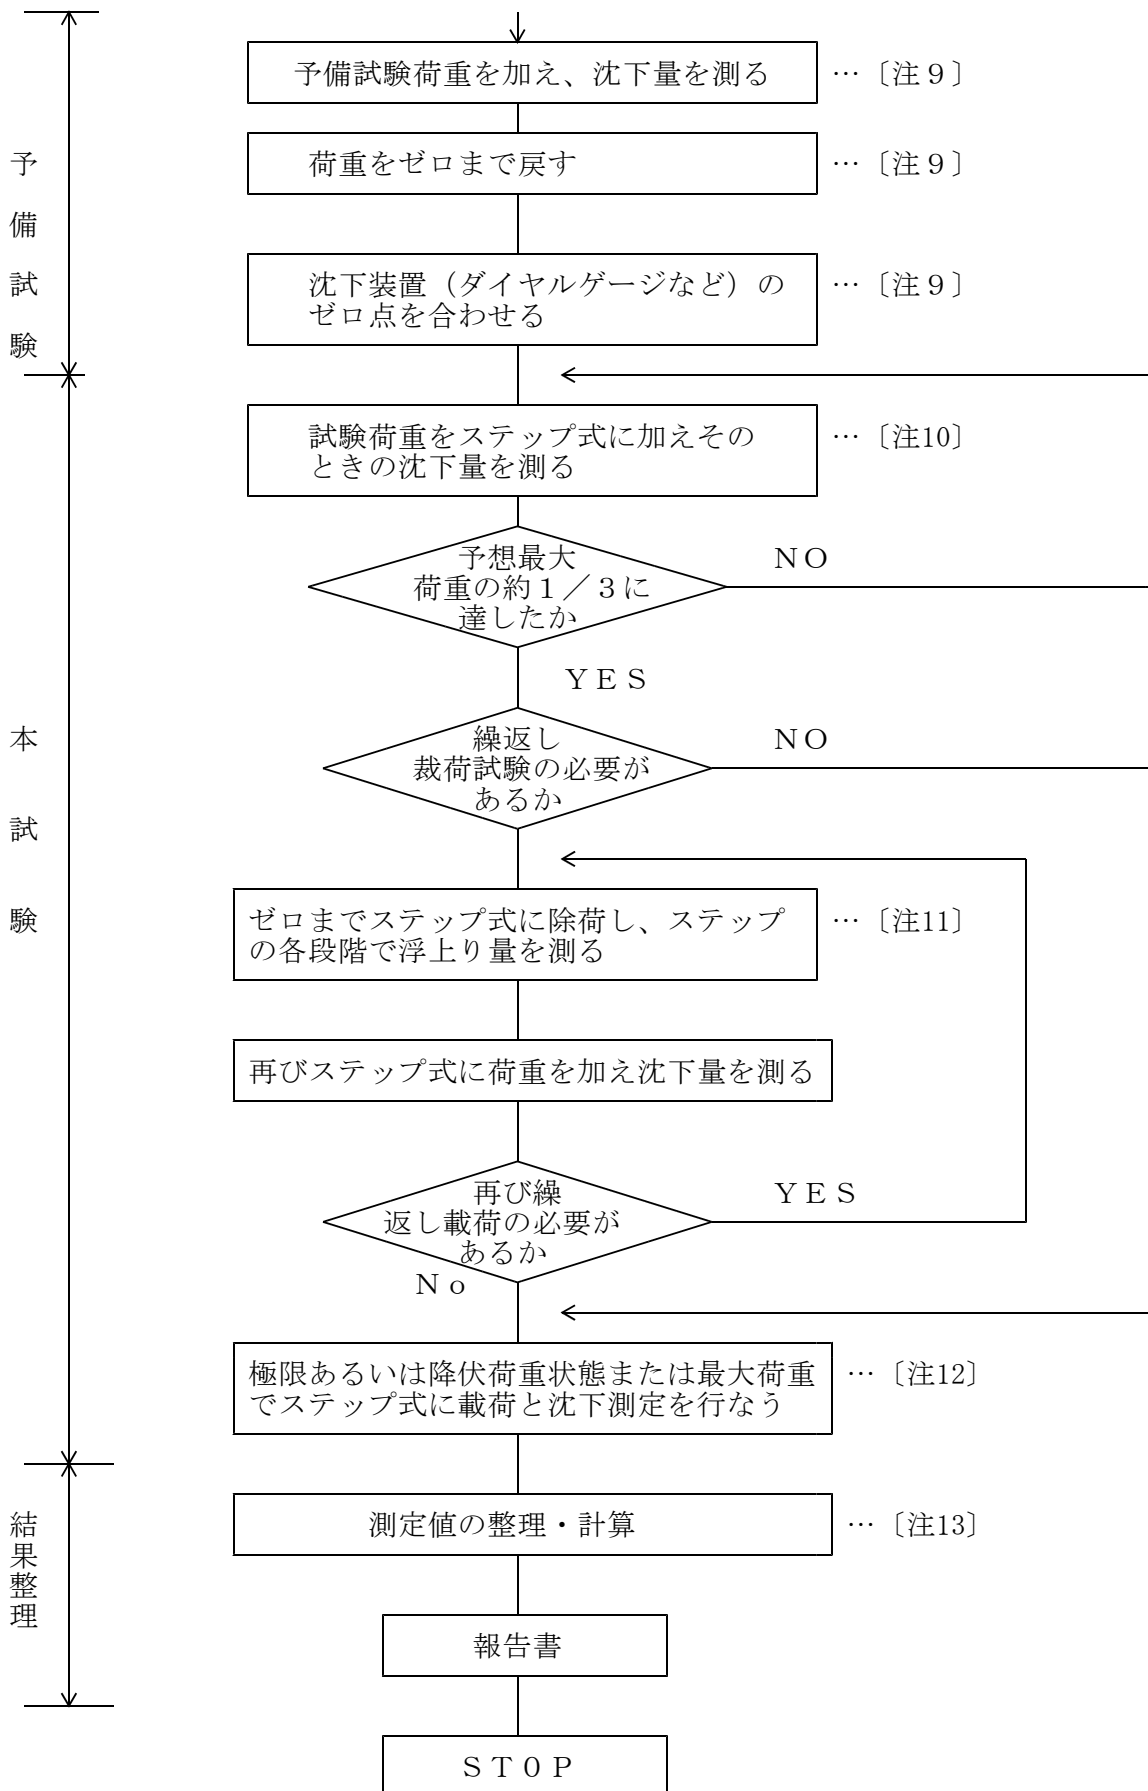 予備試験荷重を加え、沈下量を測る …〔注９〕
荷重をゼロまで戻す …〔注９〕
予備試験
沈下装置（ダイヤルゲージなど）の …〔注９〕
ゼロ点を合わせる
試験荷重をステップ式に加えその …〔注10〕
ときの沈下量を測る
予想最大
荷重の約１／３に
達したか
ＮＯ
ＹＥＳ
本試験
繰返し
裁荷試験の必要が
あるか
ＮＯ
ゼロまでステップ式に除荷し、ステップ …〔注11〕
の各段階で浮上り量を測る
再びステップ式に荷重を加え沈下量を測る
再び繰
返し載荷の必要が
あるか
ＹＥＳ
Ｎｏ
極限あるいは降伏荷重状態または最大荷重 …〔注12〕
でステップ式に載荷と沈下測定を行なう
結果整理
測定値の整理・計算 …〔注13〕
報告書
ＳＴ０Ｐ